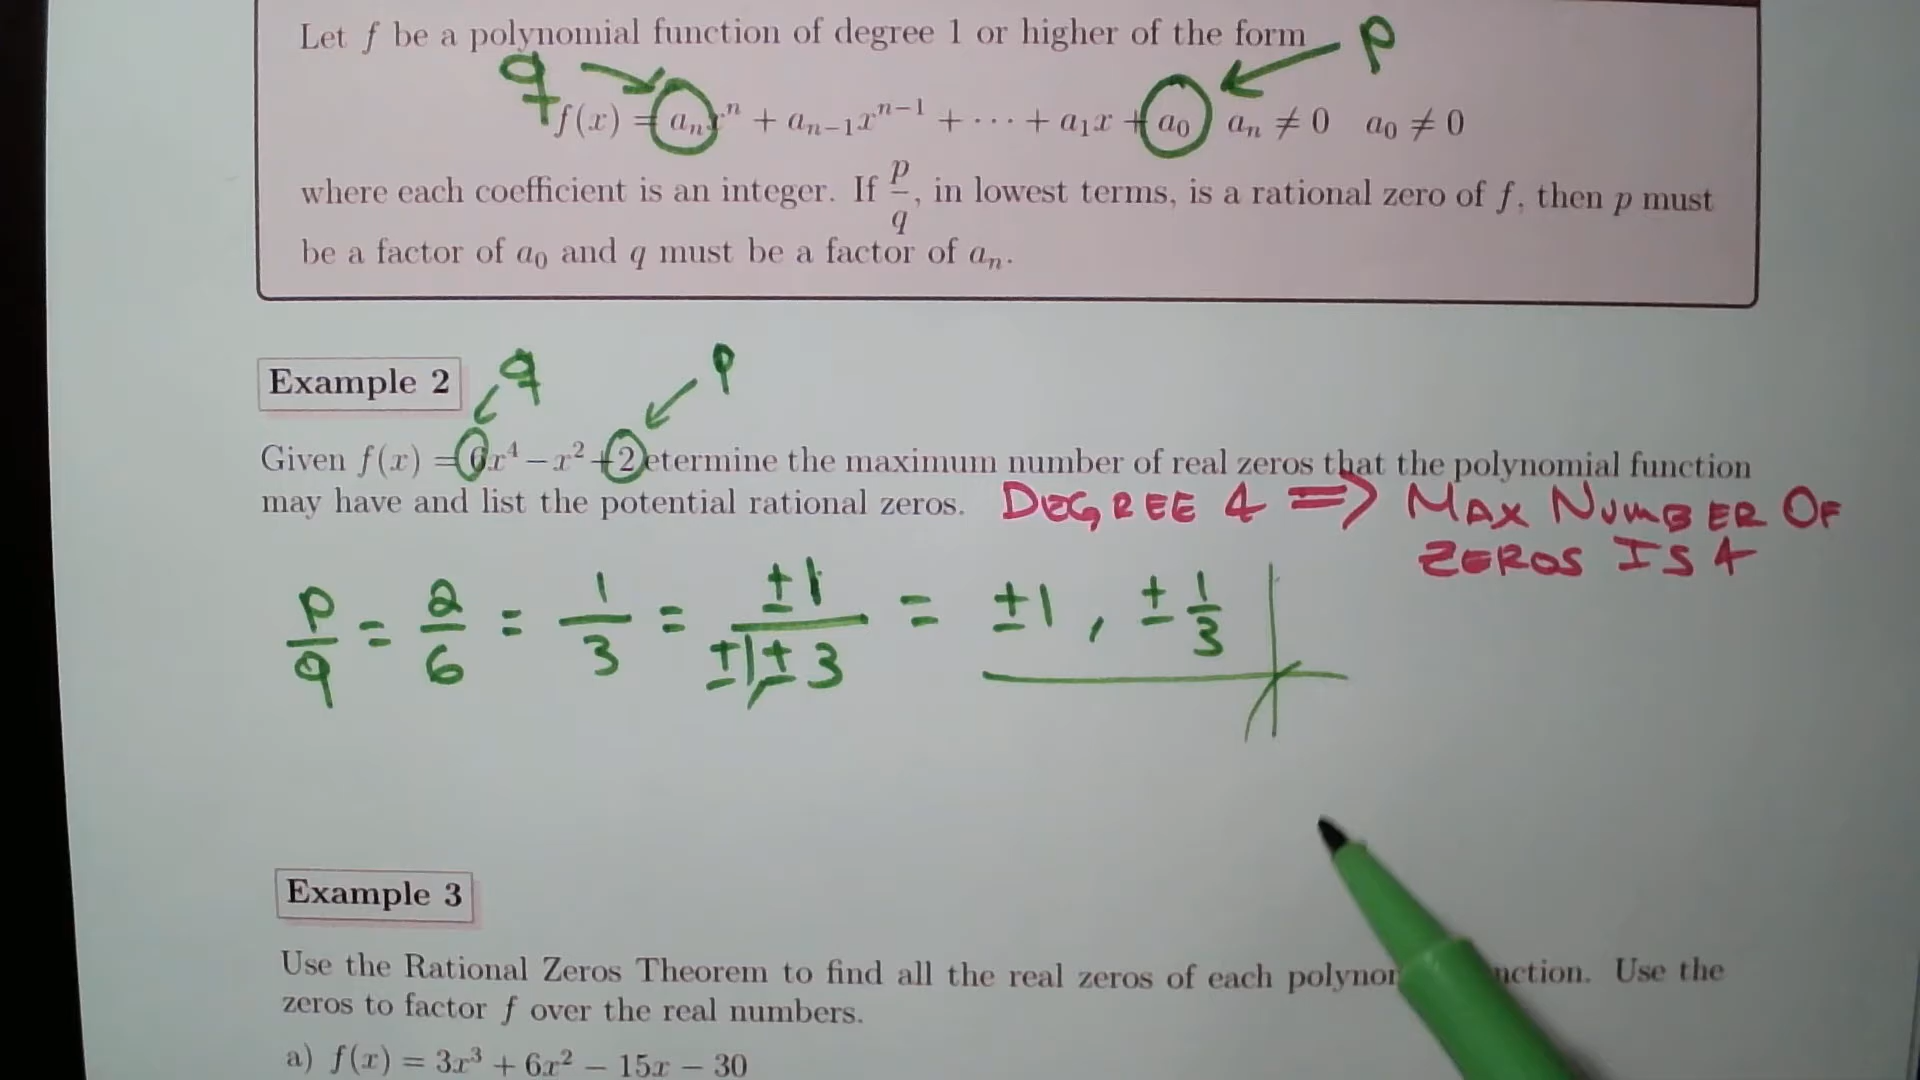 Let f be a polynomial function of degree 1 or higher of the form
q p
f(x) = aₙxⁿ + aₙ₋₁xⁿ⁻¹ + ⋯ + a₁x + a₀ aₙ ≠ 0 a₀ ≠ 0
where each coefficient is an integer. If p/q, in lowest terms, is a rational zero of f, then p must
be a factor of a₀ and q must be a factor of aₙ.
Example 2
q p
Given f(x) = 6x⁴ − x² + 2 etermine the maximum number of real zeros that the polynomial function
may have and list the potential rational zeros. DEGREE 4 ⇒ MAX NUMBER OF
ZEROS IS 4
p/q = 2/6 = 1/3 = ±1/±1,±3 = ±1, ±1/3
Example 3
Use the Rational Zeros Theorem to find all the real zeros of each polynom nction. Use the
zeros to factor f over the real numbers.
a) f(x) = 3x³ + 6x² − 15x − 30